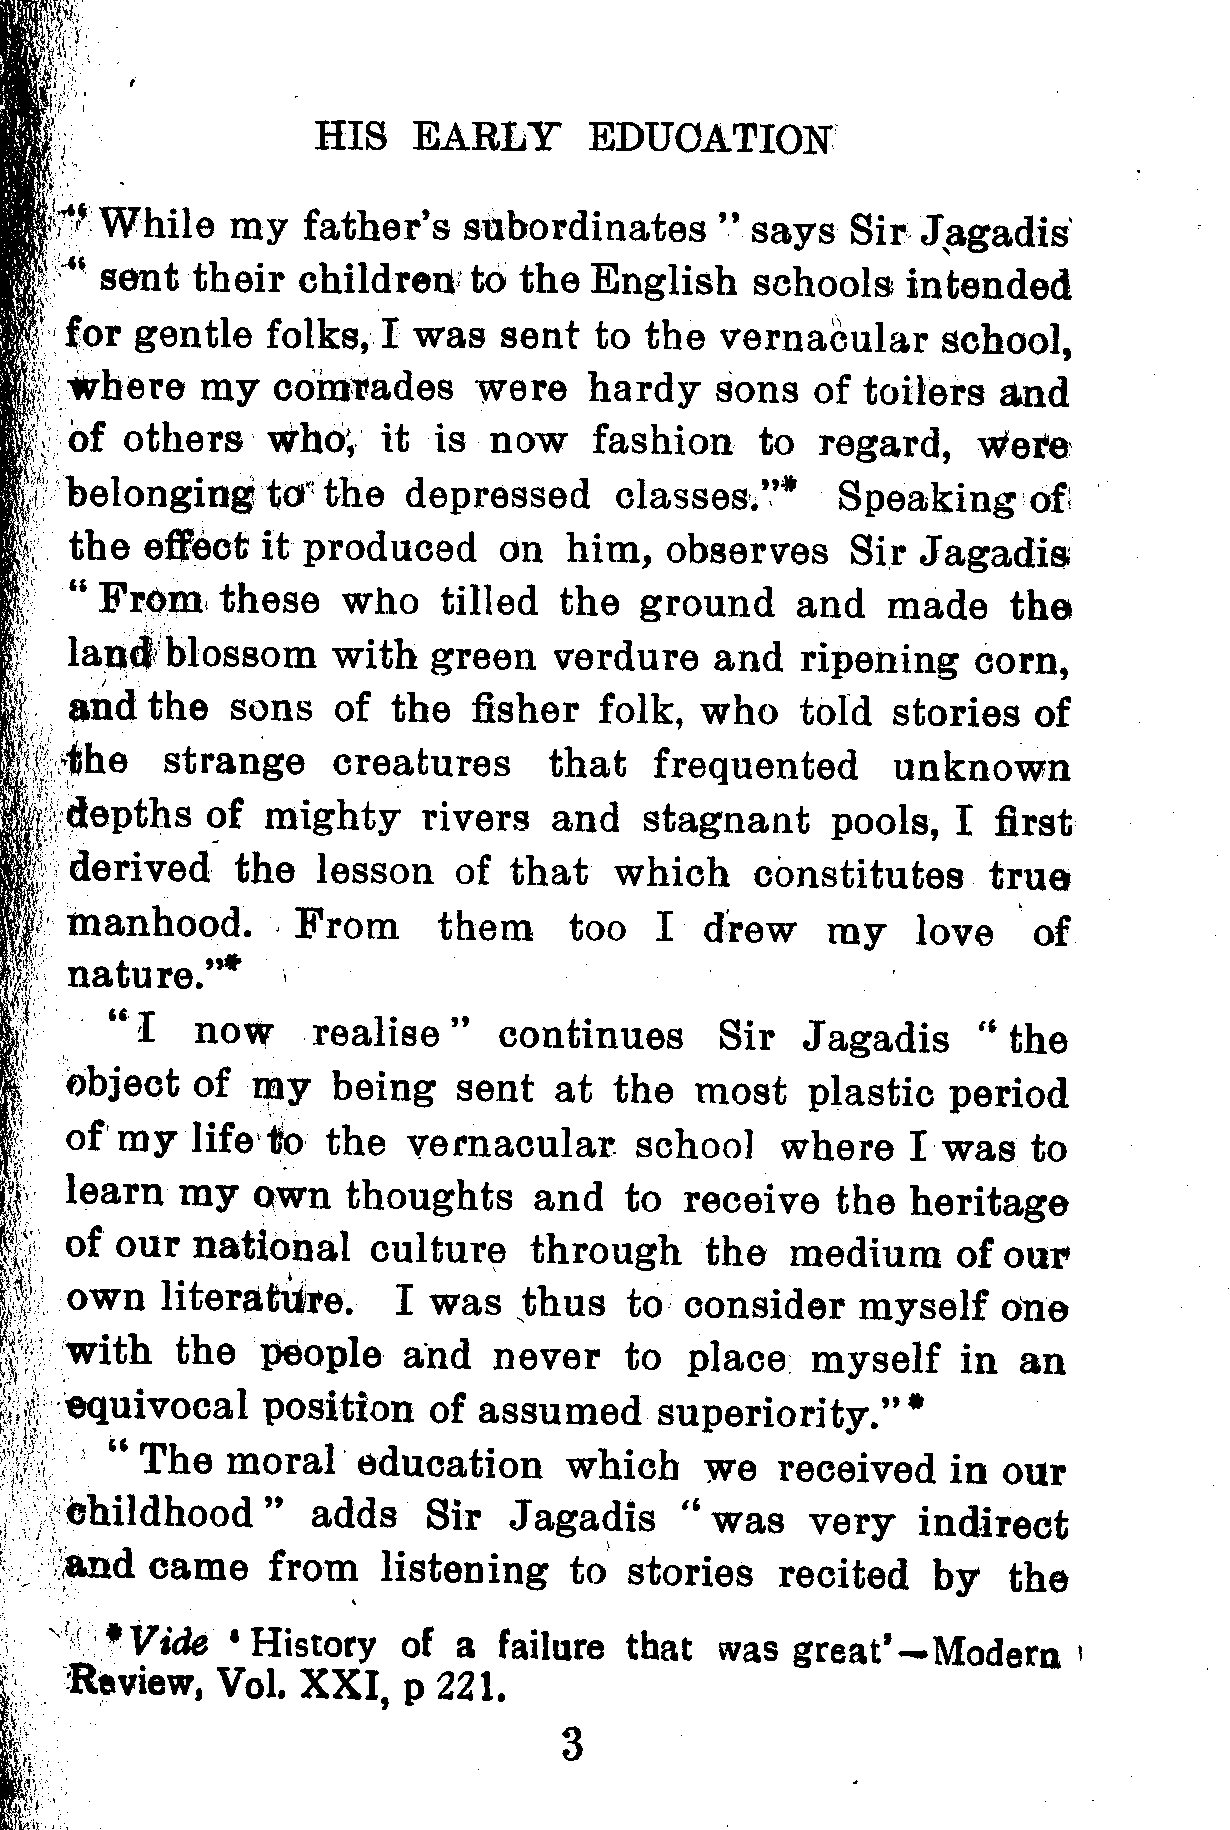 HIS EARLY EDUCATION
“ While my father’s subordinates ” says Sir Jagadis
“ sent their children to the English schools intended
for gentle folks, I was sent to the vernacular school,
where my comrades were hardy sons of toilers and
of others who, it is now fashion to regard, were
belonging to the depressed classes.”* Speaking of
the effect it produced on him, observes Sir Jagadis
“ From these who tilled the ground and made the
land blossom with green verdure and ripening corn,
and the sons of the fisher folk, who told stories of
the strange creatures that frequented unknown
depths of mighty rivers and stagnant pools, I first
derived the lesson of that which constitutes true
manhood. From them too I drew my love of
nature.”*
“ I now realise ” continues Sir Jagadis “ the
object of my being sent at the most plastic period
of my life to the vernacular school where I was to
learn my own thoughts and to receive the heritage
of our national culture through the medium of our
own literature. I was thus to consider myself one
with the people and never to place myself in an
equivocal position of assumed superiority.” *
“ The moral education which we received in our
childhood ” adds Sir Jagadis “ was very indirect
and came from listening to stories recited by the
* Vide ‘ History of a failure that was great’—Modern
Review, Vol. XXI, p 221.
3